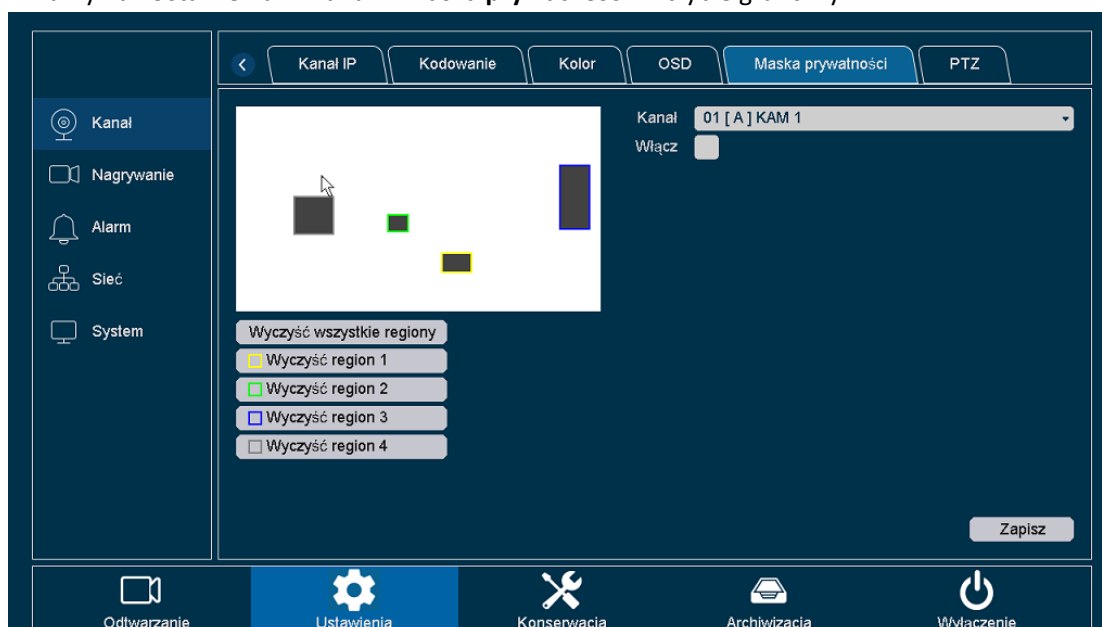 Kanał IP
Kodowanie
Kolor
OSD
Maska prywatności
PTZ
Kanał
Nagrywanie
Alarm
Sieć
System
Kanał 01 [ A ] KAM 1
Włącz
Wyczyść wszystkie regiony
Wyczyść region 1
Wyczyść region 2
Wyczyść region 3
Wyczyść region 4
Zapisz
Odtwarzanie
Ustawienia
Konserwacja
Archiwizacja
Wyłączenie